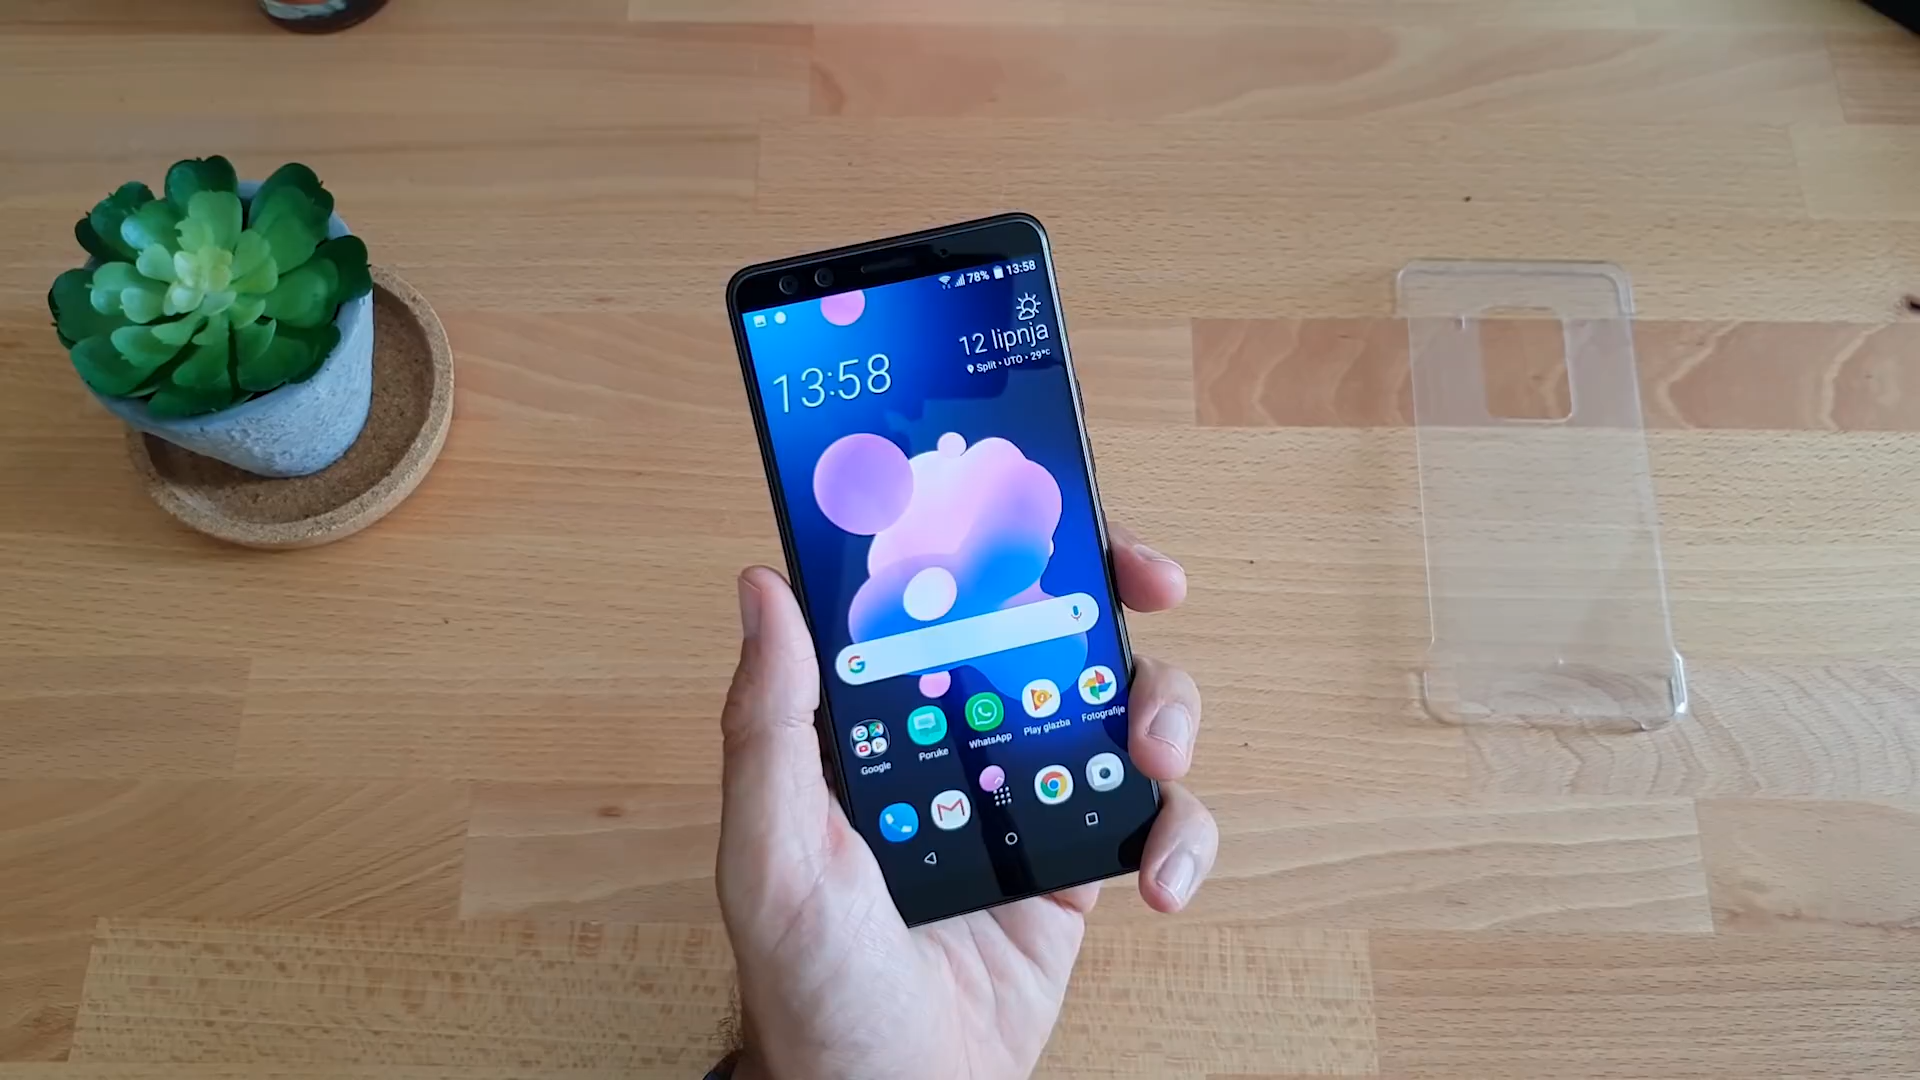 78% 13:58
13:58
12 lipnja
Split • UTO • 29°C
Google
Poruke
WhatsApp
Play glazba
Fotografije